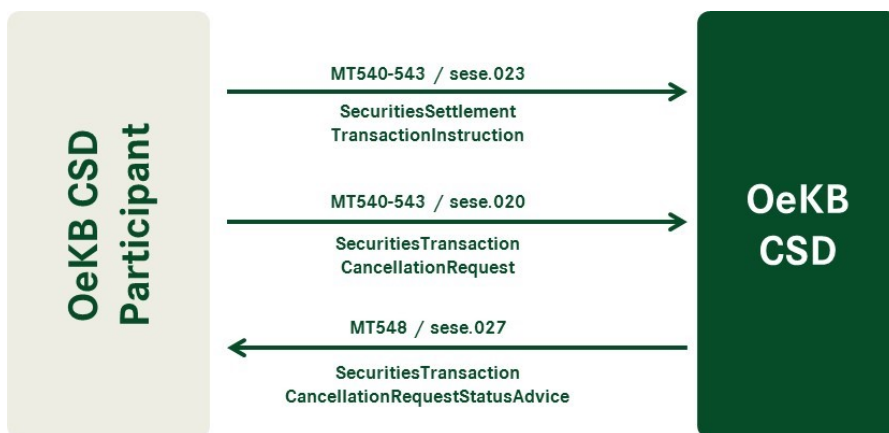 OeKB CSD
Participant
MT540-543 / sese.023
SecuritiesSettlement
TransactionInstruction
MT540-543 / sese.020
SecuritiesTransaction
CancellationRequest
MT548 / sese.027
SecuritiesTransaction
CancellationRequestStatusAdvice
OeKB
CSD